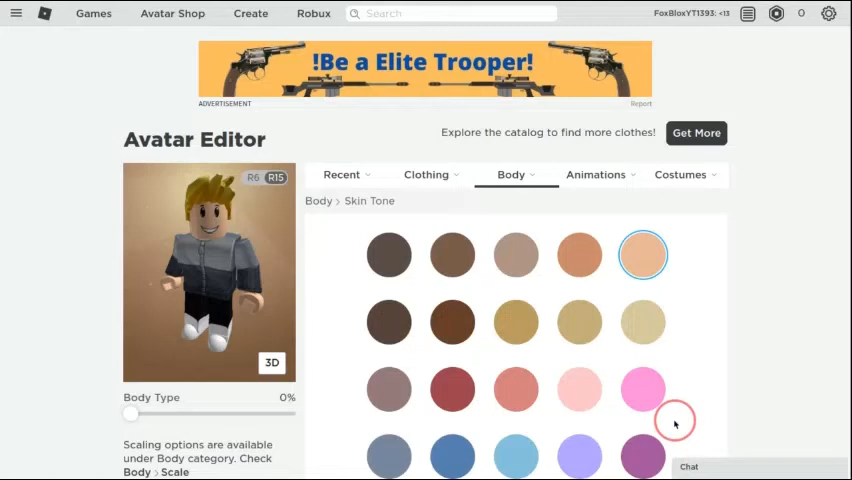 Games Avatar Shop Create Robux Search FoxBloxYT1393: <13 0
!Be a Elite Trooper!
ADVERTISEMENT Report
Avatar Editor
Explore the catalog to find more clothes! Get More
R6 R15
Recent Clothing Body Animations Costumes
Body > Skin Tone
3D
Body Type 0%
Scaling options are available
under Body category. Check
Body > Scale
Chat